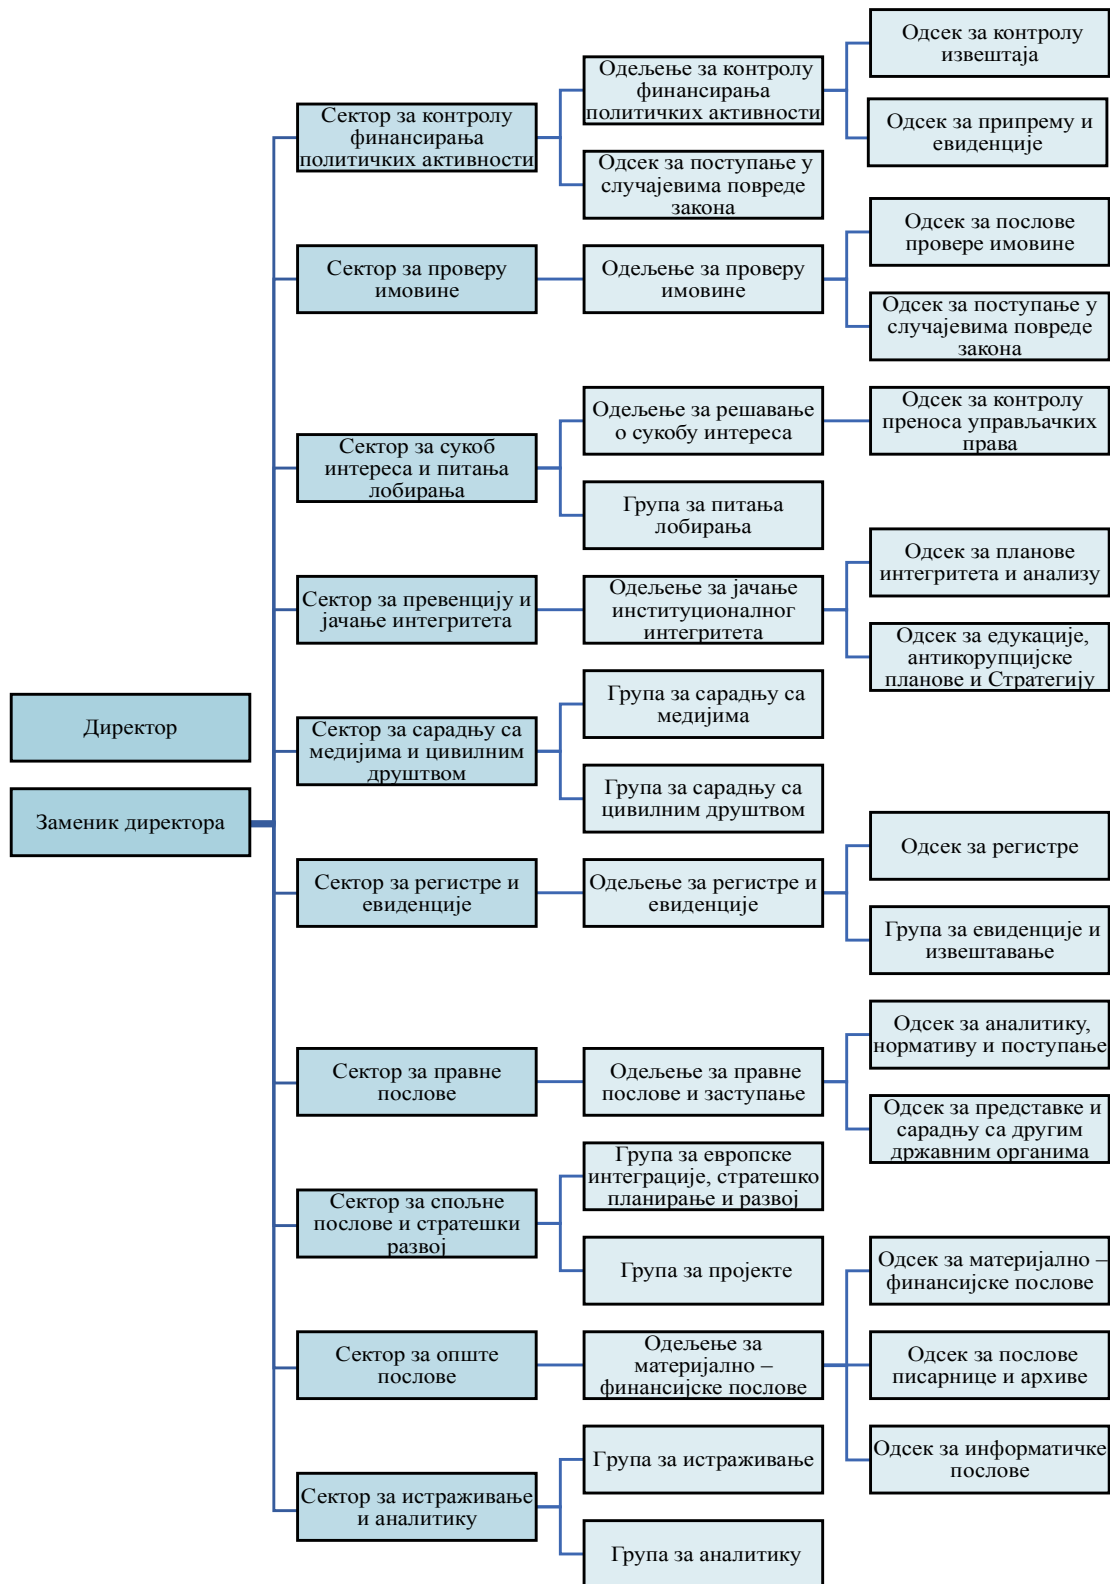 Директор
Заменик директора
Сектор за контролу
финансирања
политичких активности
Одељење за контролу
финансирања
политичких активности
Одсек за контролу
извештаја
Одсек за припрему и
евиденције
Одсек за поступање у
случајевима повреде
закона
Сектор за проверу
имовине
Одељење за проверу
имовине
Одсек за послове
провере имовине
Одсек за поступање у
случајевима повреде
закона
Сектор за сукоб
интереса и питања
лобирања
Одељење за решавање
о сукобу интереса
Одсек за контролу
преноса управљачких
права
Група за питања
лобирања
Сектор за превенцију и
јачање интегритета
Одељење за јачање
институционалног
интегритета
Одсек за планове
интегритета и анализу
Одсек за едукације,
антикорупцијске
планове и Стратегију
Сектор за сарадњу са
медијима и цивилним
друштвом
Група за сарадњу са
медијима
Група за сарадњу са
цивилним друштвом
Сектор за регистре и
евиденције
Одељење за регистре и
евиденције
Одсек за регистре
Група за евиденције и
извештавање
Сектор за правне
послове
Одељење за правне
послове и заступање
Одсек за аналитику,
нормативу и поступање
Одсек за представке и
сарадњу са другим
државним органима
Сектор за спољне
послове и стратешки
развој
Група за европске
интеграције, стратешко
планирање и развој
Група за пројекте
Сектор за опште
послове
Одељење за
материјално –
финансијске послове
Одсек за материјално –
финансијске послове
Одсек за послове
писарнице и архиве
Одсек за информатичке
послове
Сектор за истраживање
и аналитику
Група за истраживање
Група за аналитику